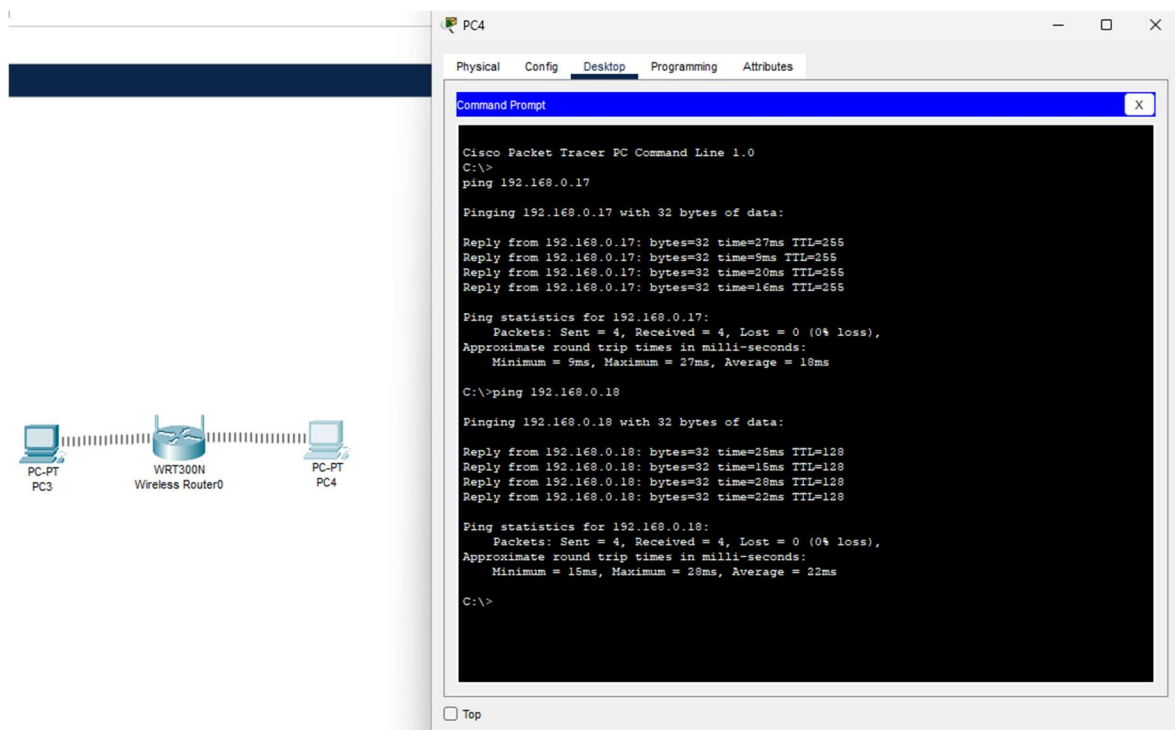 PC4
Physical Config Desktop Programming Attributes
Command Prompt X
Cisco Packet Tracer PC Command Line 1.0
C:\>
ping 192.168.0.17
Pinging 192.168.0.17 with 32 bytes of data:
Reply from 192.168.0.17: bytes=32 time=27ms TTL=255
Reply from 192.168.0.17: bytes=32 time=9ms TTL=255
Reply from 192.168.0.17: bytes=32 time=20ms TTL=255
Reply from 192.168.0.17: bytes=32 time=16ms TTL=255
Ping statistics for 192.168.0.17:
Packets: Sent = 4, Received = 4, Lost = 0 (0% loss),
Approximate round trip times in milli-seconds:
Minimum = 9ms, Maximum = 27ms, Average = 18ms
C:\>ping 192.168.0.18
Pinging 192.168.0.18 with 32 bytes of data:
Reply from 192.168.0.18: bytes=32 time=25ms TTL=128
Reply from 192.168.0.18: bytes=32 time=15ms TTL=128
Reply from 192.168.0.18: bytes=32 time=28ms TTL=128
Reply from 192.168.0.18: bytes=32 time=22ms TTL=128
Ping statistics for 192.168.0.18:
Packets: Sent = 4, Received = 4, Lost = 0 (0% loss),
Approximate round trip times in milli-seconds:
Minimum = 15ms, Maximum = 28ms, Average = 22ms
C:\>
Top
PC-PT
PC3
WRT300N
Wireless Router0
PC-PT
PC4